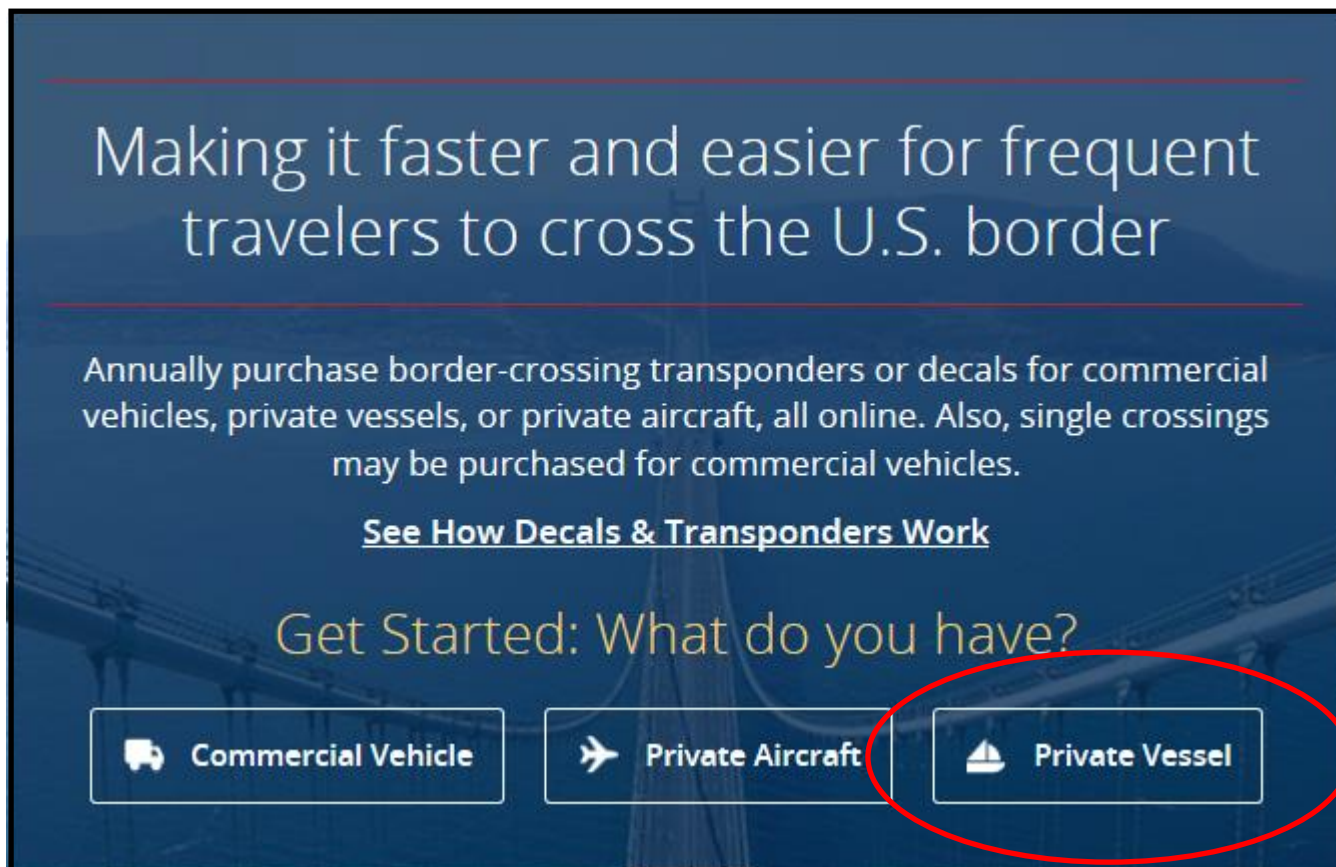 Making it faster and easier for frequent
travelers to cross the U.S. border
Annually purchase border-crossing transponders or decals for commercial
vehicles, private vessels, or private aircraft, all online. Also, single crossings
may be purchased for commercial vehicles.
See How Decals & Transponders Work
Get Started: What do you have?
Commercial Vehicle
Private Aircraft
Private Vessel